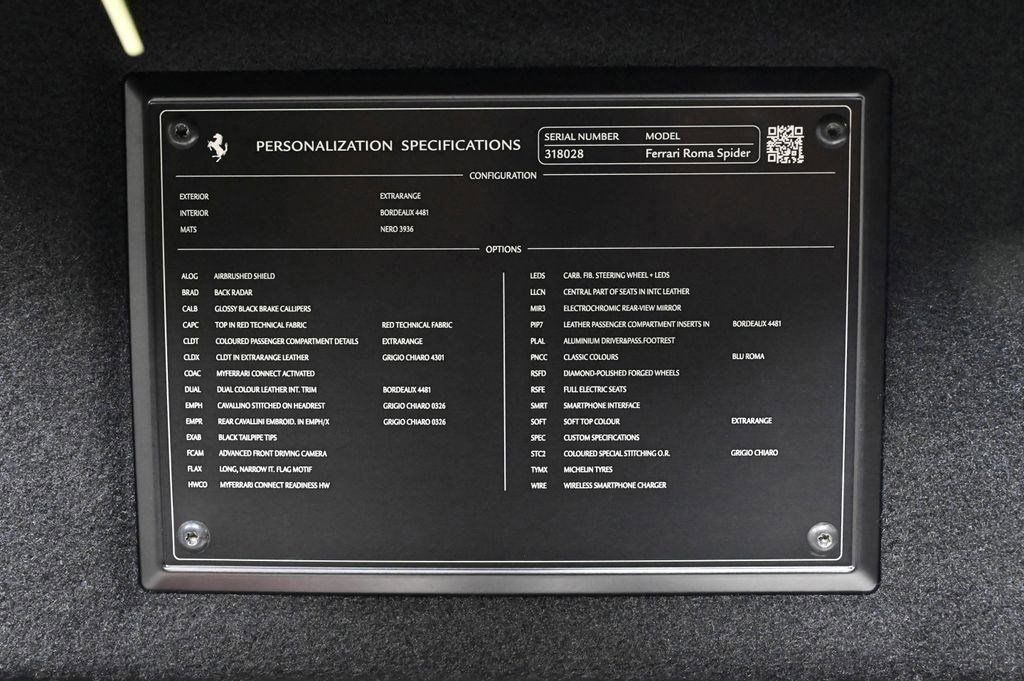 PERSONALIZATION SPECIFICATIONS
SERIAL NUMBER MODEL
318028 Ferrari Roma Spider
CONFIGURATION
EXTERIOR EXTRARANGE
INTERIOR BORDEAUX 4481
MATS NERO 3936
OPTIONS
ALOG AIRBRUSHED SHIELD
BRAD BACK RADAR
CALB GLOSSY BLACK BRAKE CALLIPERS
CAPC TOP IN RED TECHNICAL FABRIC RED TECHNICAL FABRIC
CLDT COLOURED PASSENGER COMPARTMENT DETAILS EXTRARANGE
CLDX CLDT IN EXTRARANGE LEATHER GRIGIO CHIARO 4301
COAC MYFERRARI CONNECT ACTIVATED
DUAL DUAL COLOUR LEATHER INT. TRIM BORDEAUX 4481
EMPH CAVALLINO STITCHED ON HEADREST GRIGIO CHIARO 0326
EMPR REAR CAVALLINI EMBROID. IN EMPH/X GRIGIO CHIARO 0326
EXAB BLACK TAILPIPE TIPS
FCAM ADVANCED FRONT DRIVING CAMERA
FLAX LONG, NARROW IT. FLAG MOTIF
HWCO MYFERRARI CONNECT READINESS HW
LEDS CARB. FIB. STEERING WHEEL + LEDS
LLCN CENTRAL PART OF SEATS IN INTC LEATHER
MIR3 ELECTROCHROMIC REAR-VIEW MIRROR
PIP7 LEATHER PASSENGER COMPARTMENT INSERTS IN BORDEAUX 4481
PLAL ALUMINIUM DRIVER&PASS.FOOTREST
PNCC CLASSIC COLOURS BLU ROMA
RSFD DIAMOND-POLISHED FORGED WHEELS
RSFE FULL ELECTRIC SEATS
SMRT SMARTPHONE INTERFACE
SOFT SOFT TOP COLOUR EXTRARANGE
SPEC CUSTOM SPECIFICATIONS
STC2 COLOURED SPECIAL STITCHING O.R. GRIGIO CHIARO
TYMX MICHELIN TYRES
WIRE WIRELESS SMARTPHONE CHARGER